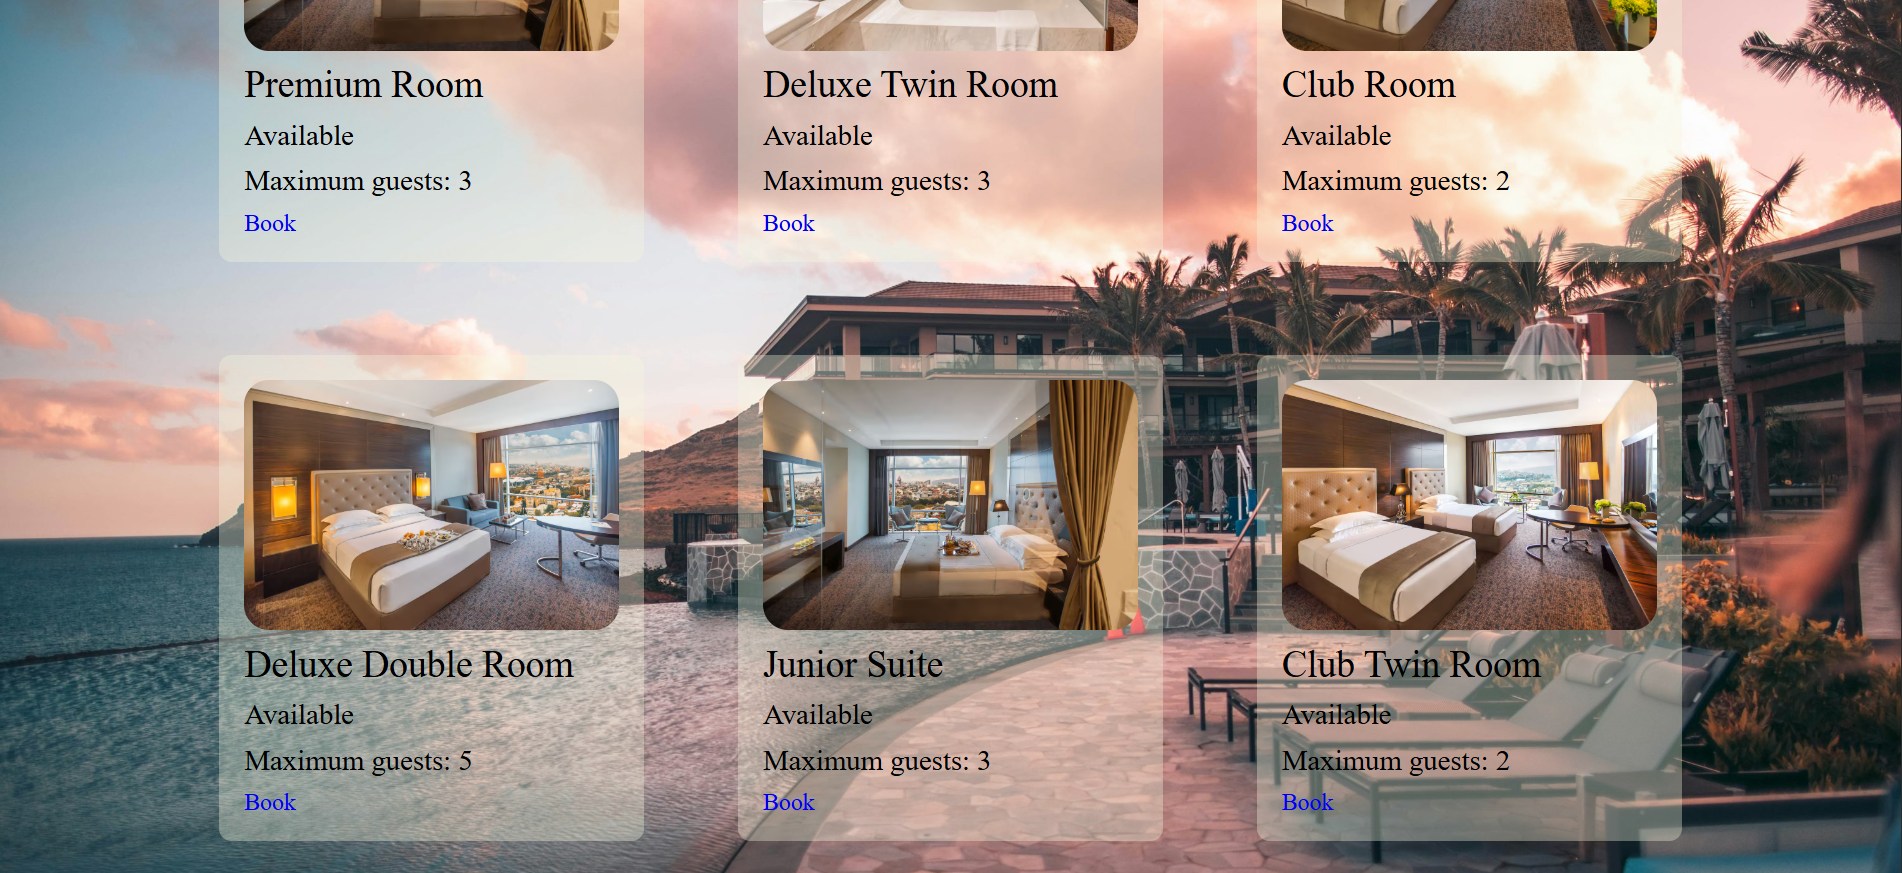 Premium Room
Available
Maximum guests: 3
Book
Deluxe Twin Room
Available
Maximum guests: 3
Book
Club Room
Available
Maximum guests: 2
Book
Deluxe Double Room
Available
Maximum guests: 5
Book
Junior Suite
Available
Maximum guests: 3
Book
Club Twin Room
Available
Maximum guests: 2
Book